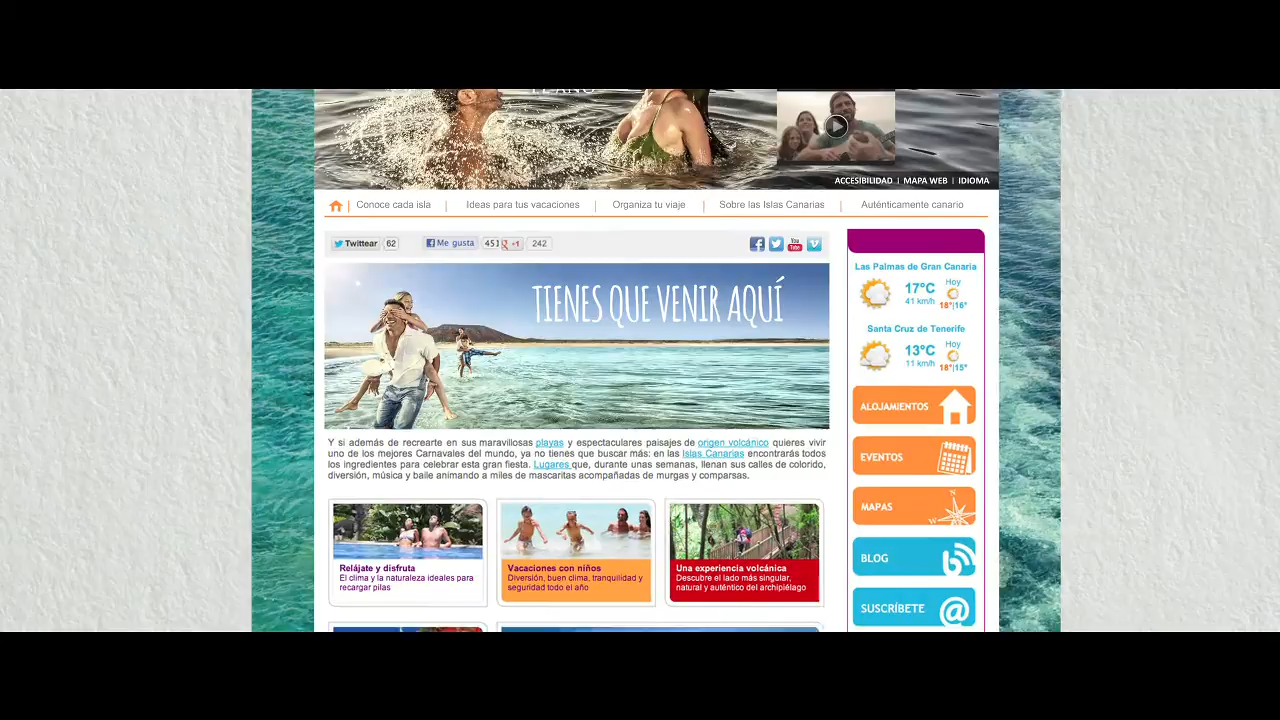 ACCESIBILIDAD | MAPA WEB | IDIOMA
Conoce cada isla | Ideas para tus vacaciones | Organiza tu viaje | Sobre las Islas Canarias | Auténticamente canario
Twittear 62 Me gusta 451 +1 242
You Tube
TIENES QUE VENIR AQUÍ
Y si además de recrearte en sus maravillosas playas y espectaculares paisajes de origen volcánico quieres vivir
uno de los mejores Carnavales del mundo, ya no tienes que buscar más: en las Islas Canarias encontrarás todos
los ingredientes para celebrar esta gran fiesta. Lugares que, durante unas semanas, llenan sus calles de colorido,
diversión, música y baile animando a miles de mascaritas acompañadas de murgas y comparsas.
Relájate y disfruta
El clima y la naturaleza ideales para
recargar pilas
Vacaciones con niños
Diversión, buen clima, tranquilidad y
seguridad todo el año
Una experiencia volcánica
Descubre el lado más singular,
natural y auténtico del archipiélago
Las Palmas de Gran Canaria
17ºC
41 km/h
Hoy
18°|16°
Santa Cruz de Tenerife
13ºC
11 km/h
Hoy
18°|15°
ALOJAMIENTOS
EVENTOS
MAPAS
BLOG
SUSCRÍBETE